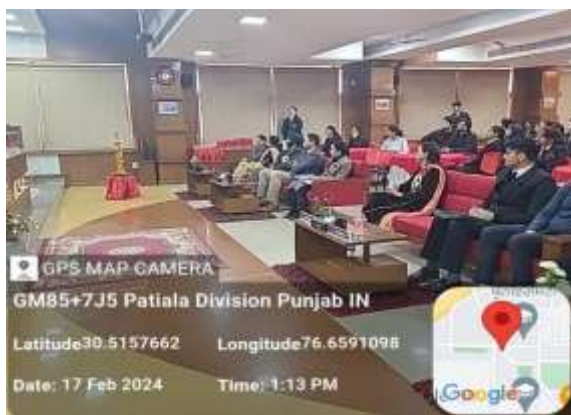 GPS MAP CAMERA
GM85+7J5 Patiala Division Punjab IN
Latitude30.5157662 Longitude76.6591098
Date: 17 Feb 2024 Time: 1:13 PM
Google